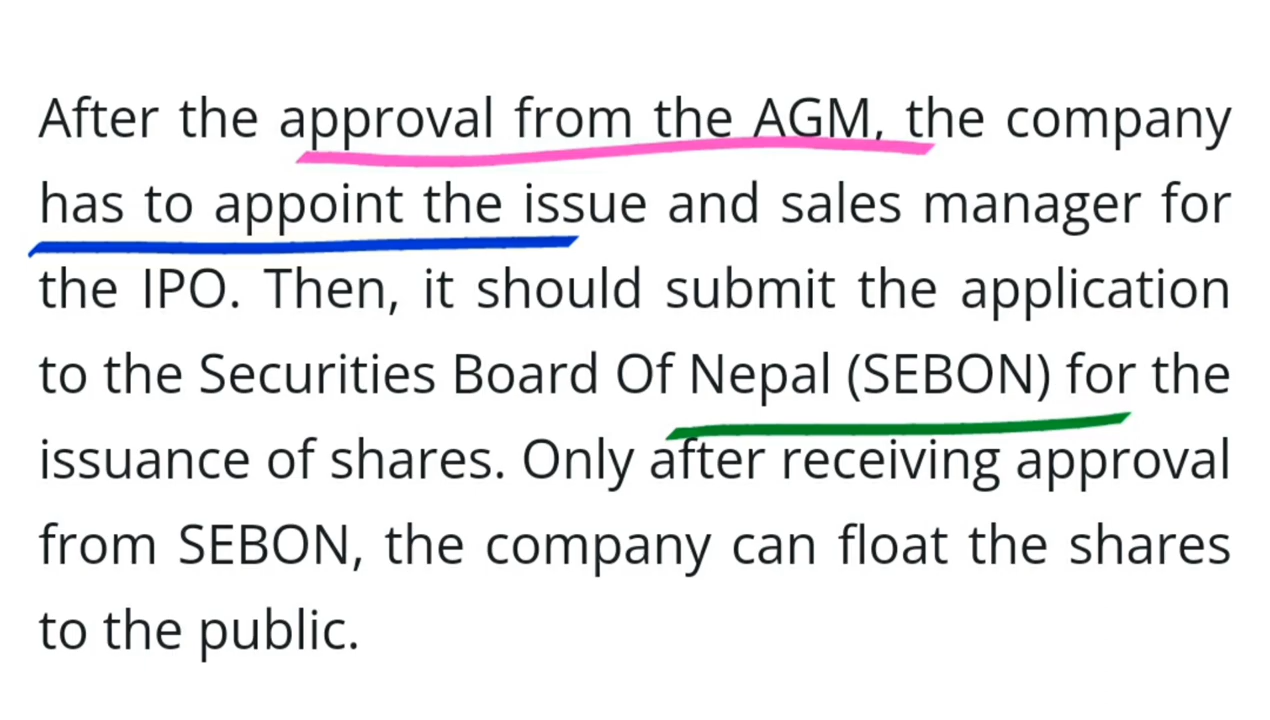 After the approval from the AGM, the company
has to appoint the issue and sales manager for
the IPO. Then, it should submit the application
to the Securities Board Of Nepal (SEBON) for the
issuance of shares. Only after receiving approval
from SEBON, the company can float the shares
to the public.